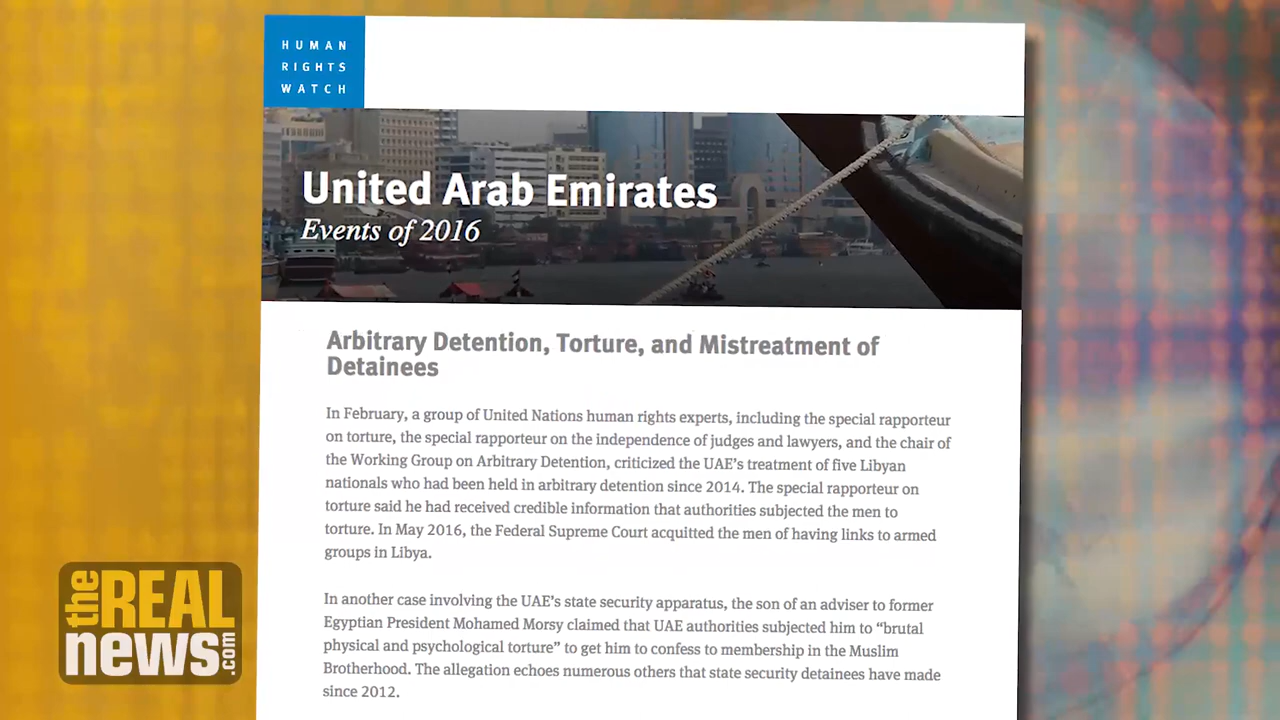 HUMAN
RIGHTS
WATCH
United Arab Emirates
Events of 2016
Arbitrary Detention, Torture, and Mistreatment of
Detainees
In February, a group of United Nations human rights experts, including the special rapporteur
on torture, the special rapporteur on the independence of judges and lawyers, and the chair of
the Working Group on Arbitrary Detention, criticized the UAE's treatment of five Libyan
nationals who had been held in arbitrary detention since 2014. The special rapporteur on
torture said he had received credible information that authorities subjected the men to
torture. In May 2016, the Federal Supreme Court acquitted the men of having links to armed
groups in Libya.
In another case involving the UAE's state security apparatus, the son of an adviser to former
Egyptian President Mohamed Morsy claimed that UAE authorities subjected him to “brutal
physical and psychological torture” to get him to confess to membership in the Muslim
Brotherhood. The allegation echoes numerous others that state security detainees have made
since 2012.
the REAL
news.com